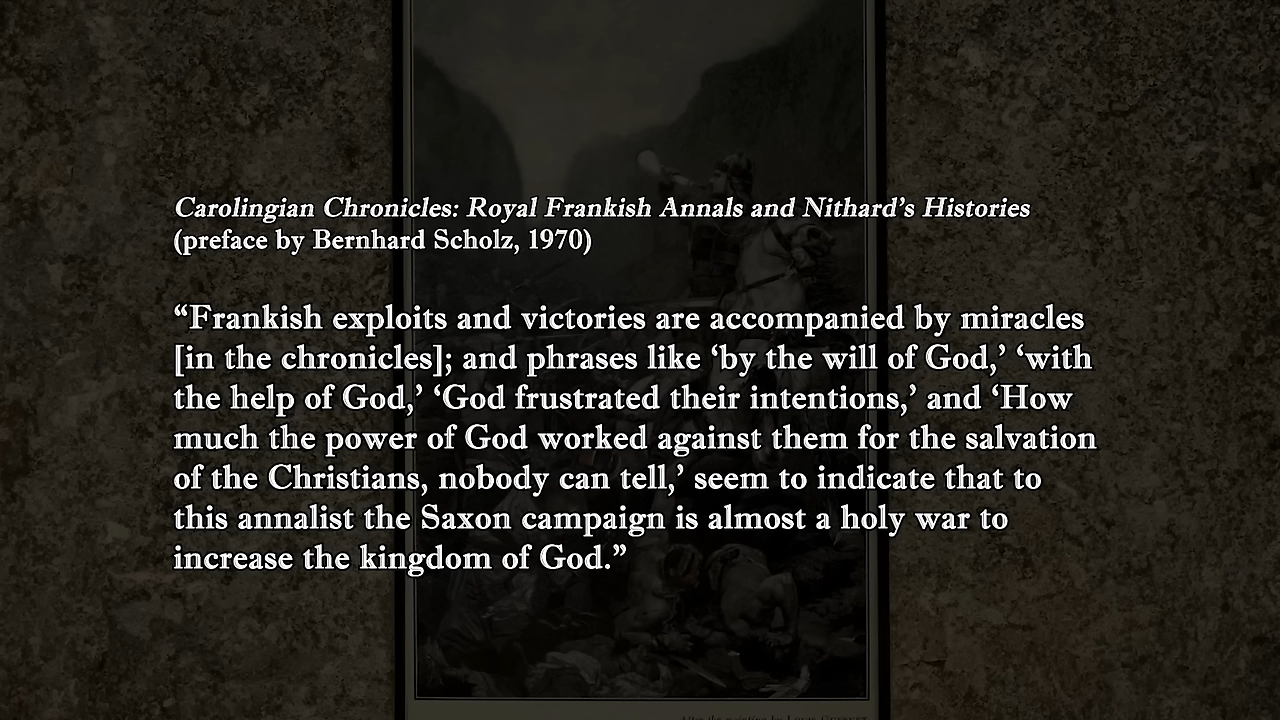 Carolingian Chronicles: Royal Frankish Annals and Nithard’s Histories
(preface by Bernhard Scholz, 1970)
“Frankish exploits and victories are accompanied by miracles
[in the chronicles]; and phrases like ‘by the will of God,’ ‘with
the help of God,’ ‘God frustrated their intentions,’ and ‘How
much the power of God worked against them for the salvation
of the Christians, nobody can tell,’ seem to indicate that to
this annalist the Saxon campaign is almost a holy war to
increase the kingdom of God.”